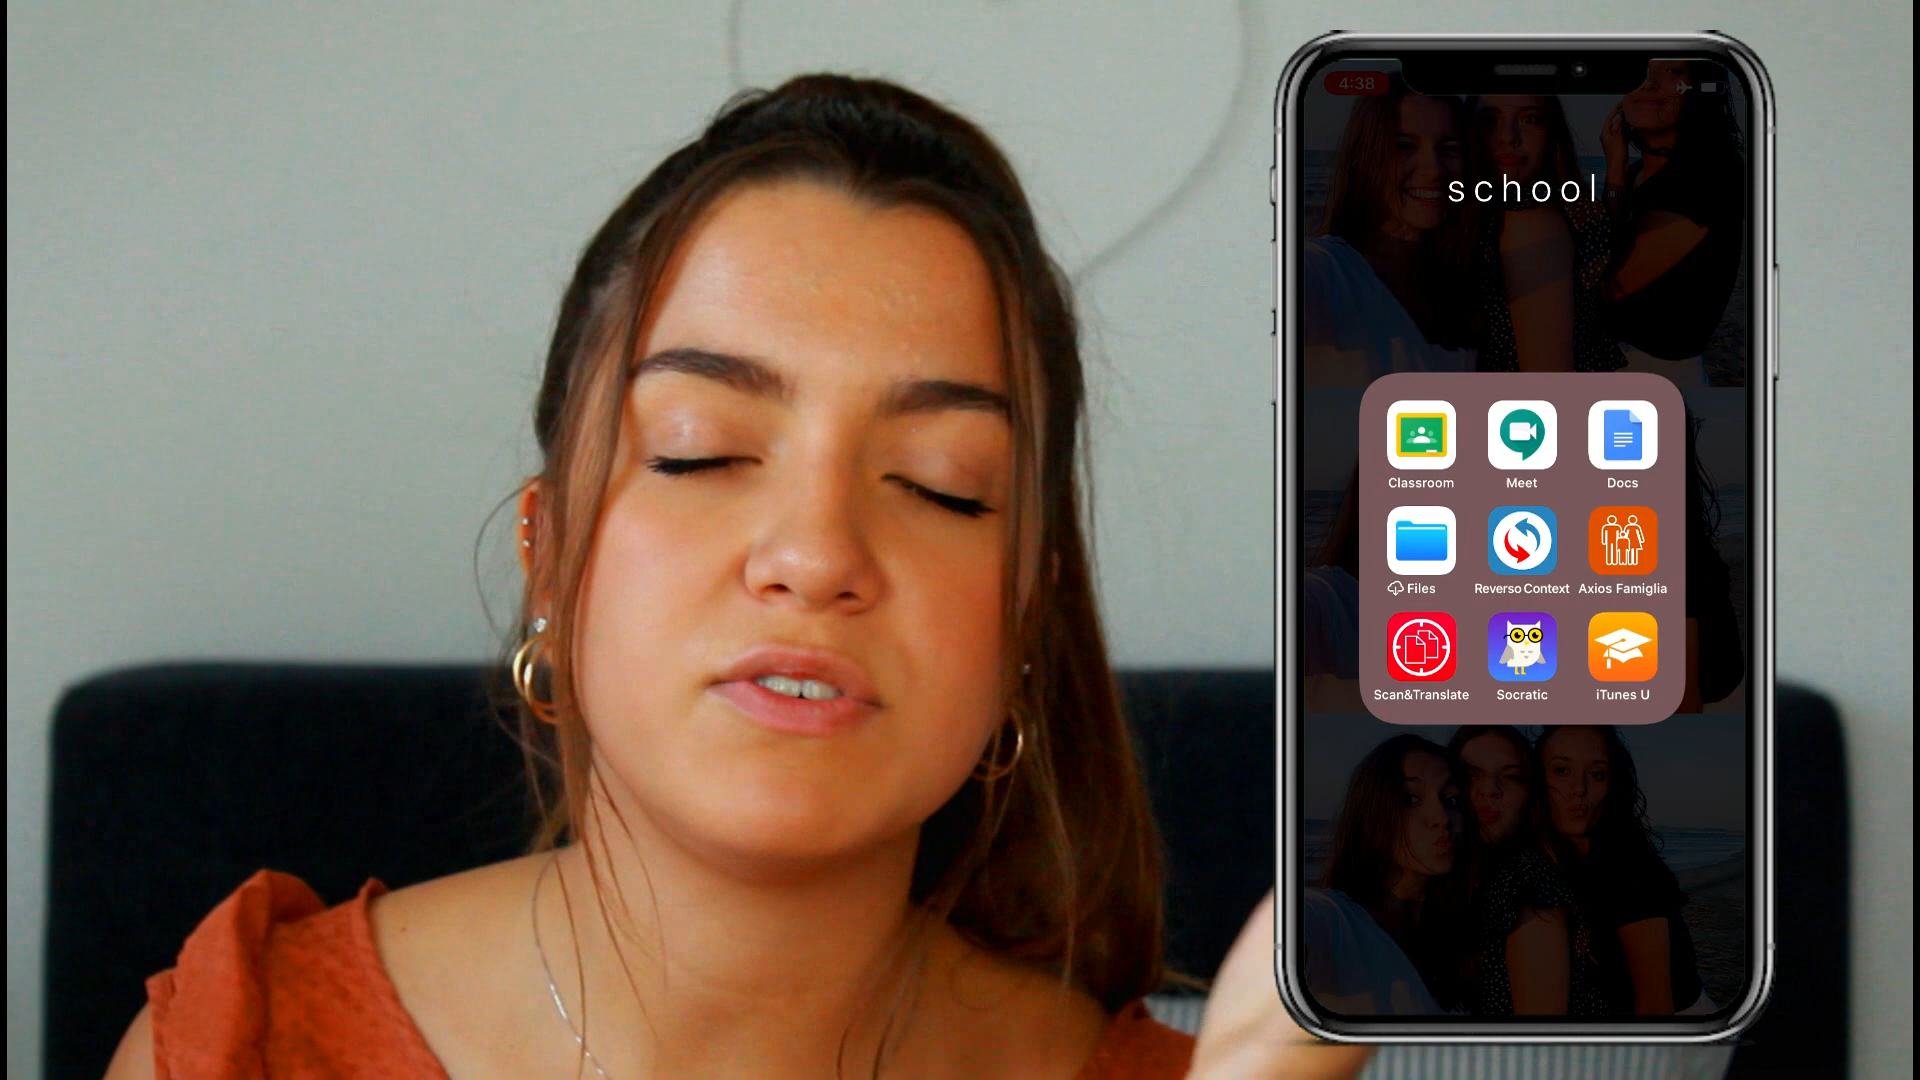 4:38
school
Classroom
Meet
Docs
Files
Reverso Context
Axios Famiglia
Scan&Translate
Socratic
iTunes U